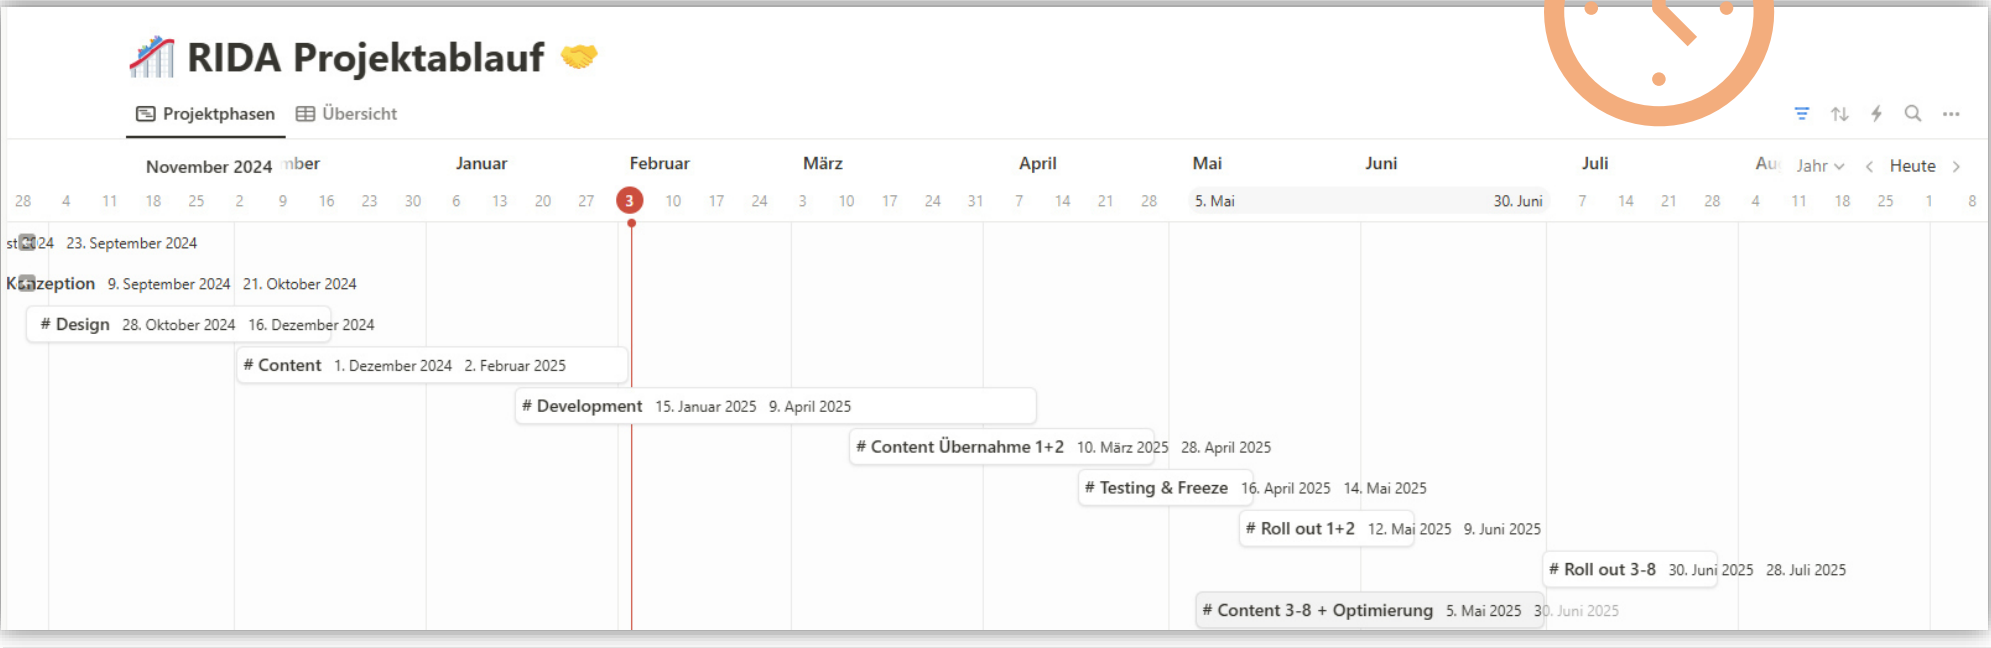 RIDA Projektablauf
Projektphasen Übersicht
November 2024 mber Januar Februar März April Mai Juni Juli Au Jahr Heute
28 4 11 18 25 2 9 16 23 30 6 13 20 27 3 10 17 24 3 10 17 24 31 7 14 21 28 5. Mai 30. Juni 7 14 21 28 4 11 18 25 1 8
23. September 2024
9. September 2024 21. Oktober 2024
# Design 28. Oktober 2024 16. Dezember 2024
# Content 1. Dezember 2024 2. Februar 2025
# Development 15. Januar 2025 9. April 2025
# Content Übernahme 1+2 10. März 2025 28. April 2025
# Testing & Freeze 16. April 2025 14. Mai 2025
# Roll out 1+2 12. Mai 2025 9. Juni 2025
# Roll out 3-8 30. Juni 2025 28. Juli 2025
# Content 3-8 + Optimierung 5. Mai 2025 30. Juni 2025